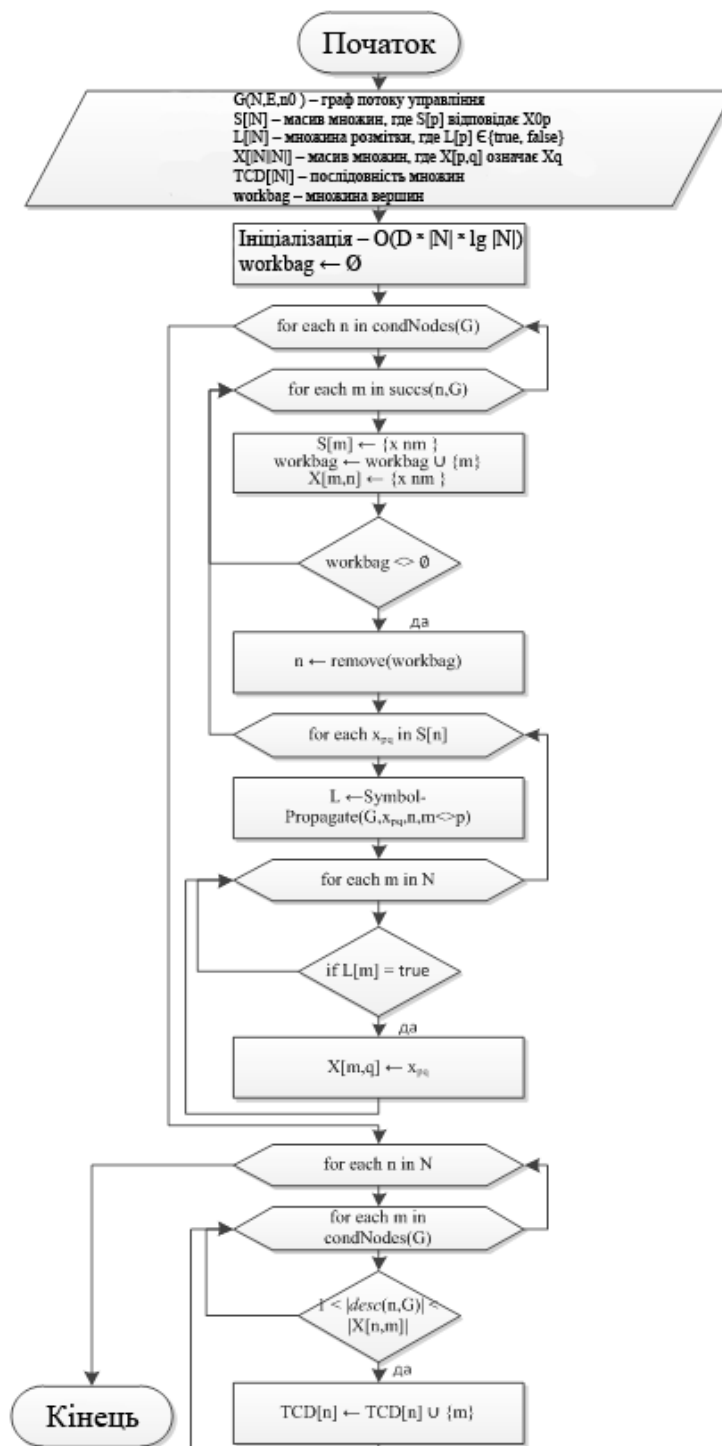 Початок
G(N,E,n0 ) – граф потоку управління
S[|N] – масив множин, где S[p] відповідає X0p
L[|N] – множина розмітки, где L[p] ∈{true, false}
X[|N||N|] – масив множин, где X[p,q] означає Xq
TCD[|N|] – послідовність множин
workbag – множина вершин
Ініціалізація – O(D * |N| * lg |N|)
workbag ← Ø
for each n in condNodes(G)
for each m in succs(n,G)
S[m] ← {x nm }
workbag ← workbag ∪ {m}
X[m,n] ← {x nm }
workbag <> Ø
да
n ← remove(workbag)
for each xpq in S[n]
L ←Symbol-
Propagate(G,xpq,n,m<>p)
for each m in N
if L[m] = true
да
X[m,q] ← xpq
for each n in N
for each m in
condNodes(G)
1 < |desc(n,G)| <
|X[n,m]|
да
TCD[n] ← TCD[n] ∪ {m}
Кінець